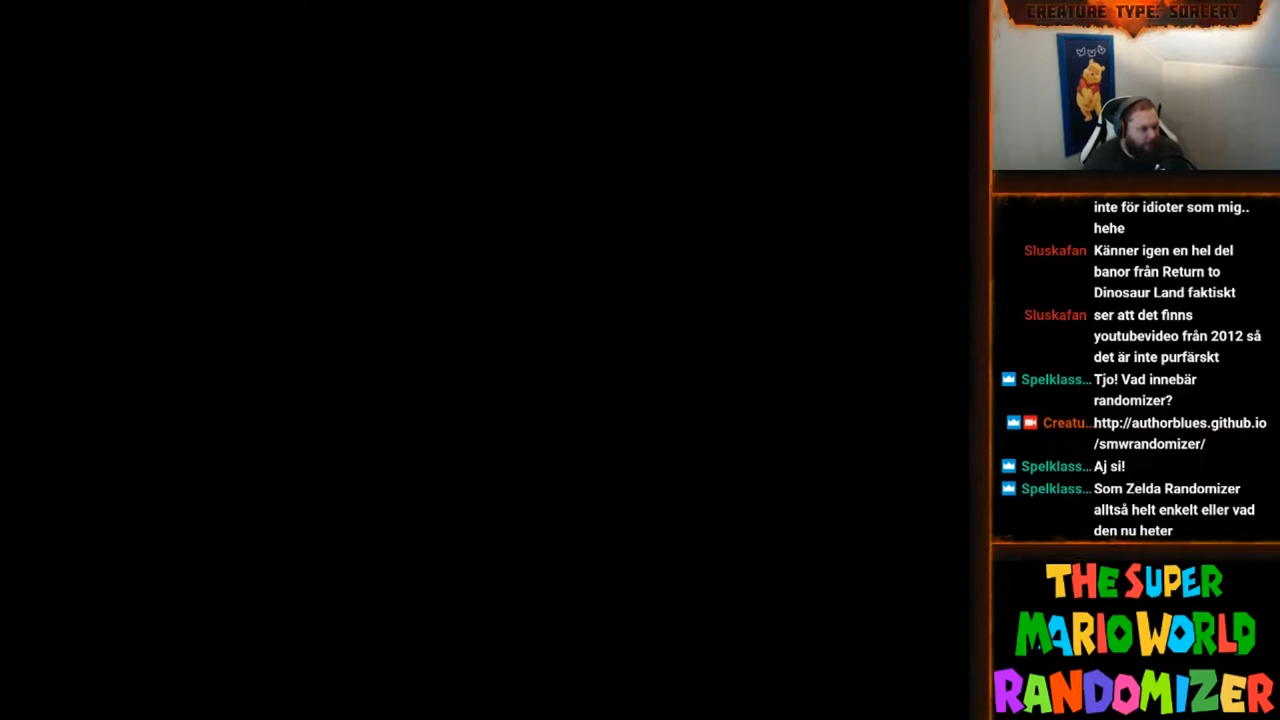 CREATURE TYPE: SORCERY
inte för idioter som mig..
hehe
Sluskafan Känner igen en hel del
banor från Return to
Dinosaur Land faktiskt
Sluskafan ser att det finns
youtubevideo från 2012 så
det är inte purfärskt
Spelklass... Tjo! Vad innebär
randomizer?
Creatu... http://authorblues.github.io
/smwrandomizer/
Spelklass... Aj si!
Spelklass... Som Zelda Randomizer
alltså helt enkelt eller vad
den nu heter
THE SUPER
MARIO WORLD
RANDOMIZER